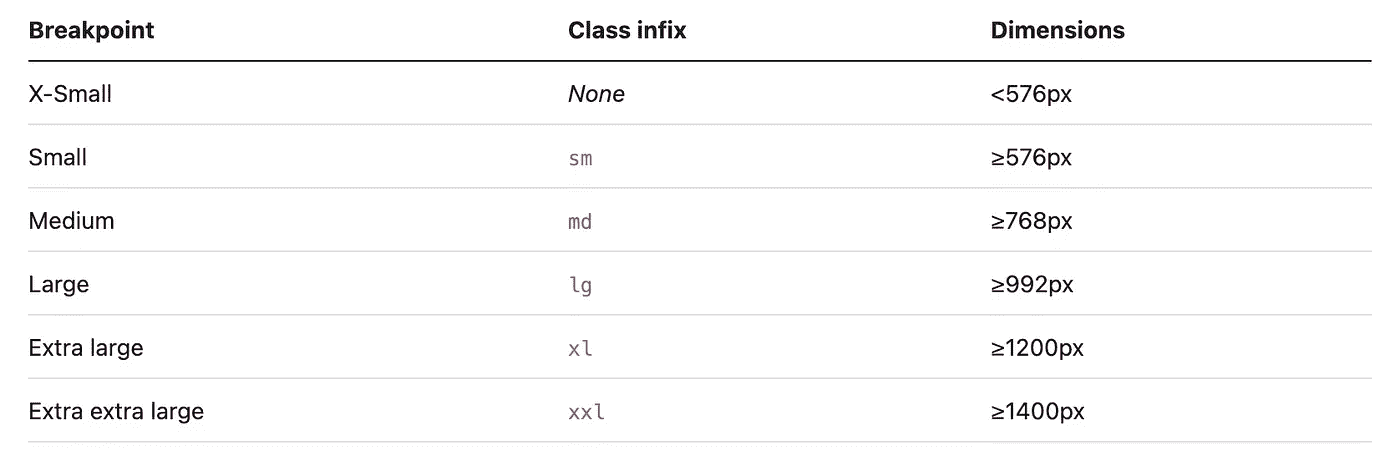 Breakpoint Class infix Dimensions
X-Small None <576px
Small sm ≥576px
Medium md ≥768px
Large lg ≥992px
Extra large xl ≥1200px
Extra extra large xxl ≥1400px